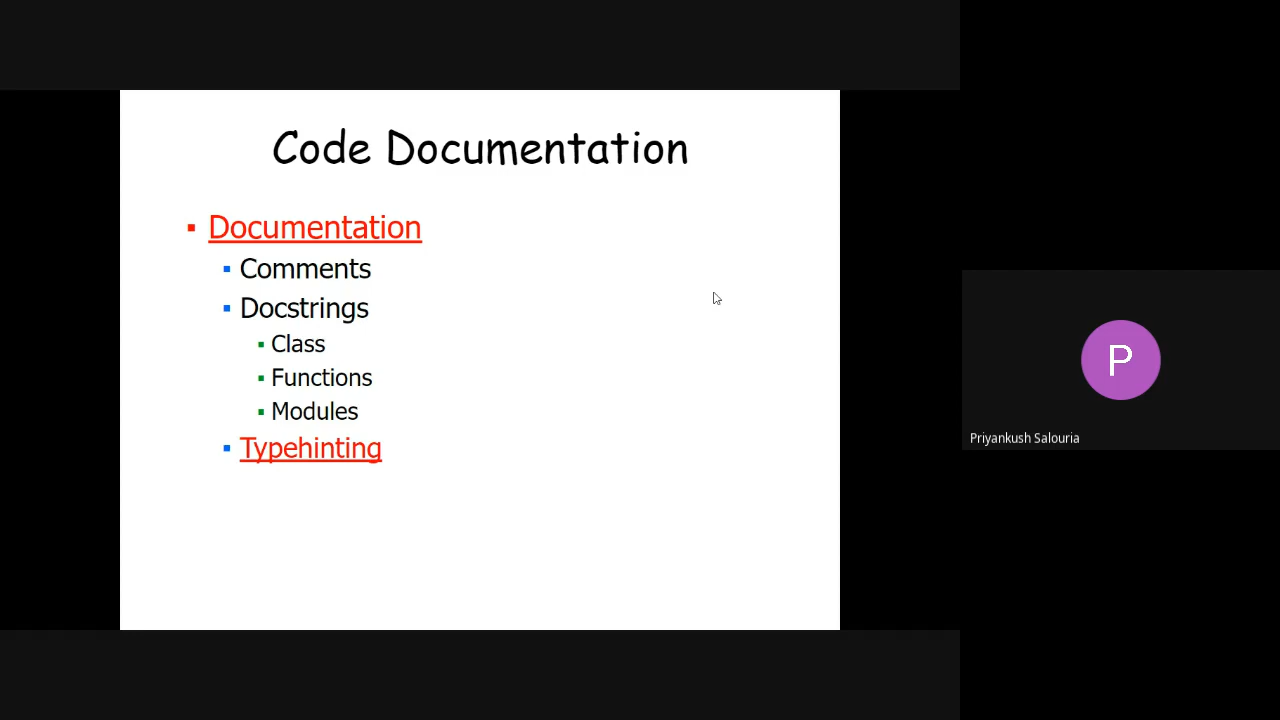 Code Documentation
Documentation
Comments
Docstrings
Class
Functions
Modules
Typehinting
P
Priyankush Salouria